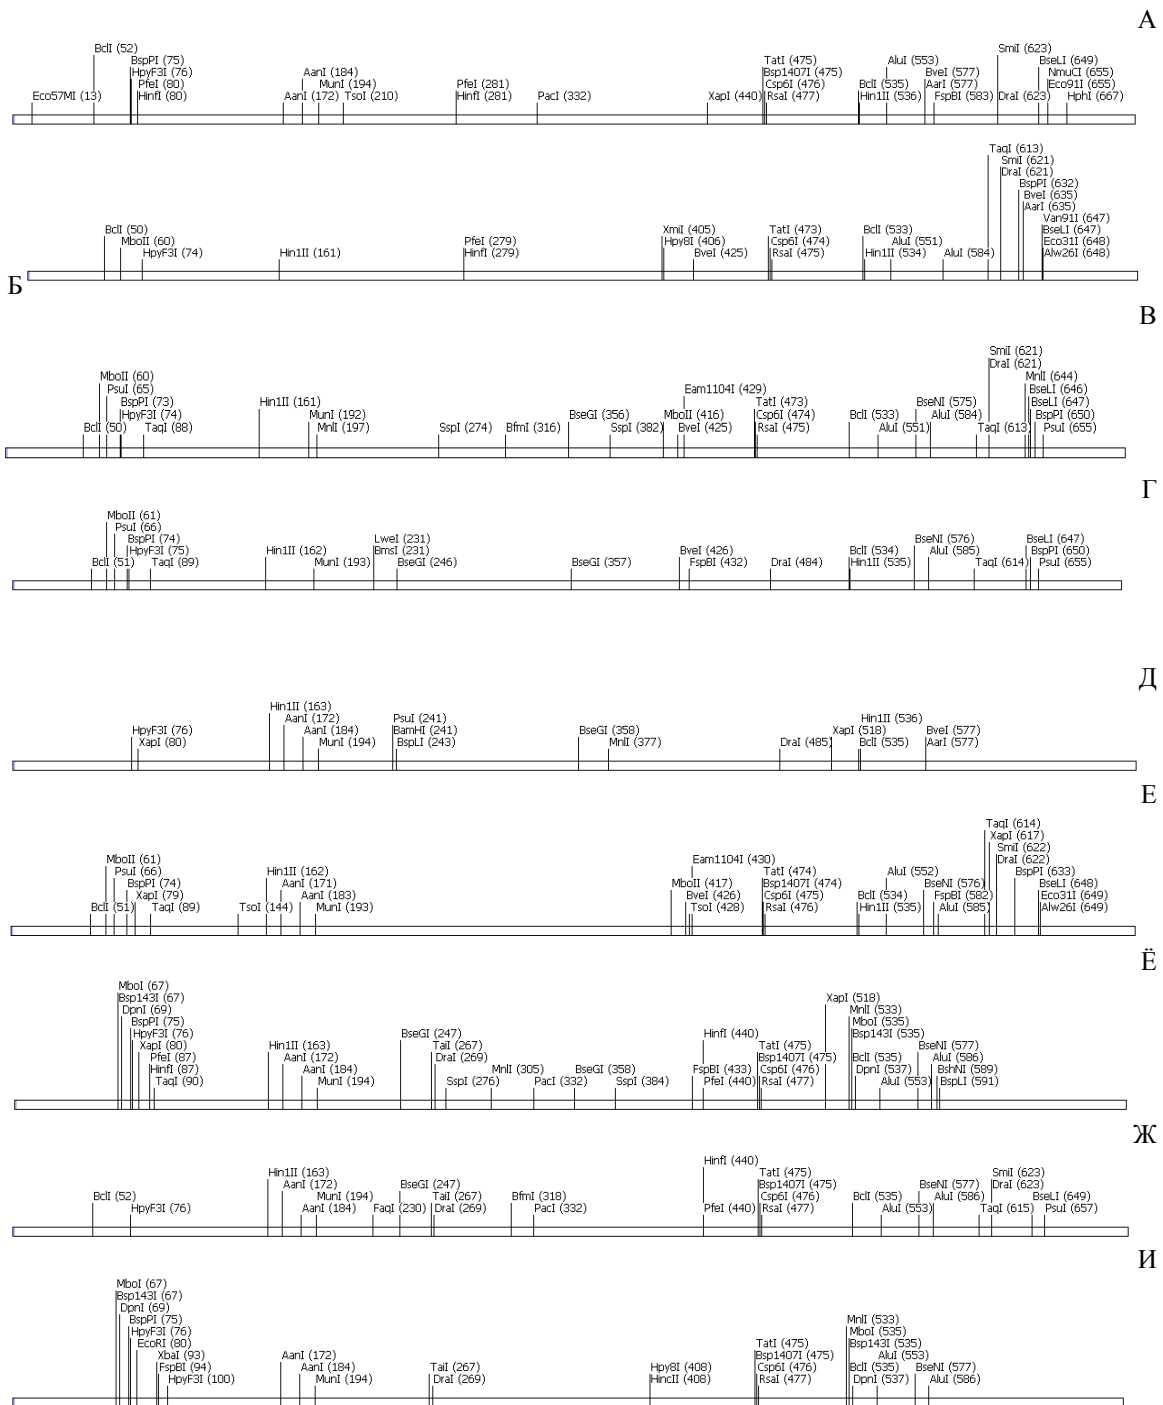 А
SmiI (623)
BclI (52) TatI (475) AluI (553) BseLI (649)
BspPI (75) Bsp1407I (475) BveI (577) NmuCI (655)
HpyF3I (76) AanI (184) Csp6I (476) AarI (577) Eco91I (655)
PfeI (80) MunI (194) PfeI (281) RsaI (477) BclI (535) FspBI (583) DraI (623) HphI (667)
Eco57MI (13) HinfI (80) AanI (172) TsoI (210) HinfI (281) PacI (332) XapI (440) Hin1II (536)
TaqI (613)
SmiI (621)
DraI (621)
BspPI (632)
BveI (635)
AarI (635)
Van91I (647)
BclI (50) PfeI (279) XmiI (405) TatI (473) BclI (533) BseLI (647)
MboII (60) HinfI (279) Hpy8I (406) Csp6I (474) AluI (551) Eco31I (648)
HpyF3I (74) Hin1II (161) BveI (425) RsaI (475) Hin1II (534) AluI (584) Alw26I (648)
Б
В
SmiI (621)
DraI (621)
MboII (60) MnlI (644)
PsuI (65) Eam1104I (429) BseLI (646)
BspPI (73) Hin1II (161) BseGI (356) TatI (473) BseNI (575) BseLI (647)
HpyF3I (74) MunI (192) MboII (416) Csp6I (474) BclI (533) AluI (584) BspPI (650)
BclI (50) TaqI (88) MnlI (197) SspI (274) BfmI (316) SspI (382) BveI (425) RsaI (475) AluI (551) TaqI (613) PsuI (655)
Г
MboII (61)
PsuI (66)
BspPI (74) LweI (231) BseNI (576) BseLI (647)
HpyF3I (75) Hin1II (162) BmsI (231) BveI (426) BclI (534) AluI (585) BspPI (650)
BclI (51) TaqI (89) MunI (193) BseGI (246) BseGI (357) FspBI (432) DraI (484) Hin1II (535) TaqI (614) PsuI (655)
Д
Hin1II (163)
AanI (172) PsuI (241) Hin1II (536)
HpyF3I (76) AanI (184) BamHI (241) BseGI (358) XapI (518) BveI (577)
XapI (80) MunI (194) BspLI (243) MnlI (377) DraI (485) BclI (535) AarI (577)
Е
TaqI (614)
XapI (617)
MboII (61) Eam1104I (430) SmiI (622)
PsuI (66) Hin1II (162) TatI (474) AluI (552) DraI (622)
BspPI (74) AanI (171) MboII (417) Bsp1407I (474) BseNI (576) BspPI (633)
XapI (79) AanI (183) BveI (426) Csp6I (475) BclI (534) FspBI (582) BseLI (648)
BclI (51) TaqI (89) TsoI (144) MunI (193) TsoI (428) RsaI (476) Hin1II (535) AluI (585) Eco31I (649)
Alw26I (649)
Ё
MboI (67)
Bsp143I (67) XapI (518)
DpnI (69) MnlI (533)
BspPI (75) MboI (535)
HpyF3I (76) BseGI (247) HinfI (440) Bsp143I (535)
XapI (80) Hin1II (163) TaiI (267) TatI (475) BseNI (577)
PfeI (87) AanI (172) DraI (269) Bsp1407I (475) BclI (535) AluI (586)
HinfI (87) AanI (184) MnlI (305) BseGI (358) FspBI (433) Csp6I (476) DpnI (537) BshNI (589)
TaqI (90) MunI (194) SspI (276) PacI (332) SspI (384) PfeI (440) RsaI (477) AluI (553) BspLI (591)
Ж
HinfI (440)
Hin1II (163) TatI (475) SmiI (623)
AanI (172) BseGI (247) Bsp1407I (475) BseNI (577) DraI (623)
BclI (52) MunI (194) TaiI (267) BfmI (318) Csp6I (476) BclI (535) AluI (586) BseLI (649)
HpyF3I (76) AanI (184) FaqI (230) DraI (269) PacI (332) PfeI (440) RsaI (477) AluI (553) TaqI (615) PsuI (657)
И
MboI (67)
Bsp143I (67)
DpnI (69)
BspPI (75) MnlI (533)
HpyF3I (76) MboI (535)
EcoRI (80) TatI (475) Bsp143I (535)
XbaI (93) AanI (172) Bsp1407I (475) AluI (553)
FspBI (94) AanI (184) TaiI (267) Hpy8I (408) Csp6I (476) BclI (535) BseNI (577)
HpyF3I (100) MunI (194) DraI (269) HincII (408) RsaI (477) DpnI (537) AluI (586)